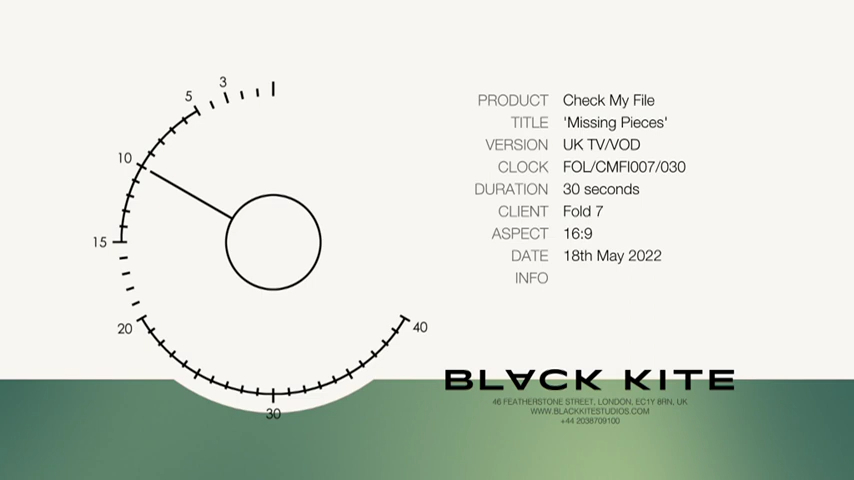 3
5
10
15
20
30
40
PRODUCT Check My File
TITLE 'Missing Pieces'
VERSION UK TV/VOD
CLOCK FOL/CMFI007/030
DURATION 30 seconds
CLIENT Fold 7
ASPECT 16:9
DATE 18th May 2022
INFO
BLACK KITE
46 FEATHERSTONE STREET, LONDON, EC1Y 8RN, UK
WWW.BLACKKITESTUDIOS.COM
+44 2038709100